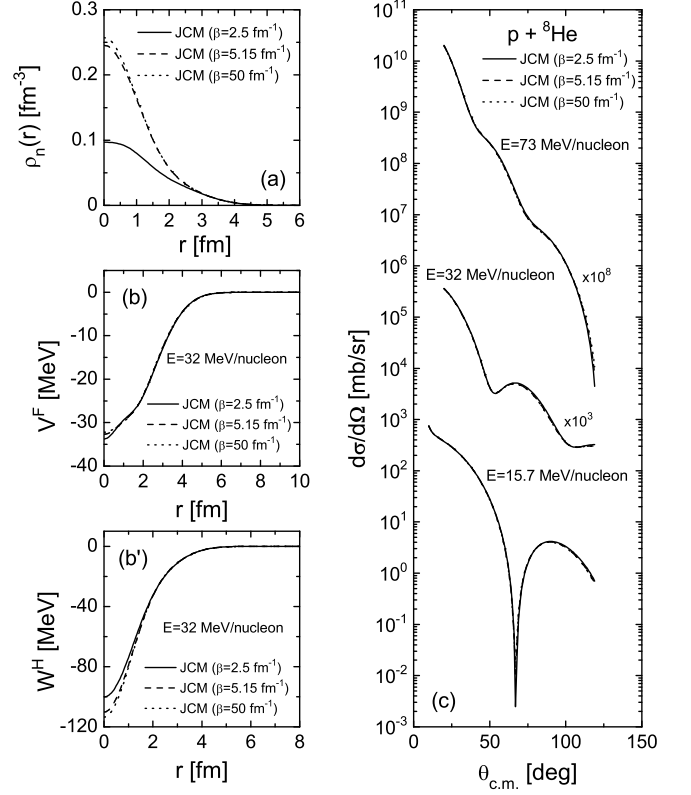 0.3
0.2
0.1
0
0 1 2 3 4 5 6
ρn(r) [fm-3]
r [fm]
JCM (β=2.5 fm-1)
JCM (β=5.15 fm-1)
JCM (β=50 fm-1)
(a)
0
-10
-20
-30
-40
0 2 4 6 8 10
VF [MeV]
r [fm]
(b)
E=32 MeV/nucleon
JCM (β=2.5 fm-1)
JCM (β=5.15 fm-1)
JCM (β=50 fm-1)
0
-40
-80
-120
0 2 4 6 8
WH [MeV]
r [fm]
(b')
E=32 MeV/nucleon
JCM (β=2.5 fm-1)
JCM (β=5.15 fm-1)
JCM (β=50 fm-1)
1011
1010
109
108
107
106
105
104
103
102
101
100
10-1
10-2
10-3
0 50 100 150
dσ/dΩ [mb/sr]
θc.m. [deg]
p + 8He
JCM (β=2.5 fm-1)
JCM (β=5.15 fm-1)
JCM (β=50 fm-1)
E=73 MeV/nucleon
x108
E=32 MeV/nucleon
x103
E=15.7 MeV/nucleon
(c)